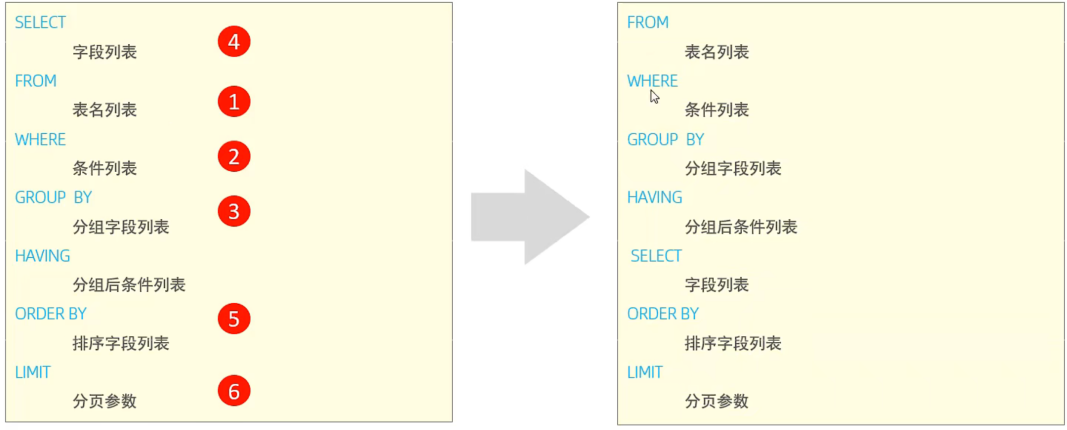 SELECT
字段列表
4
FROM
表名列表
1
WHERE
条件列表
2
GROUP BY
分组字段列表
3
HAVING
分组后条件列表
ORDER BY
排序字段列表
5
LIMIT
分页参数
6
FROM
表名列表
WHERE
条件列表
GROUP BY
分组字段列表
HAVING
分组后条件列表
SELECT
字段列表
ORDER BY
排序字段列表
LIMIT
分页参数